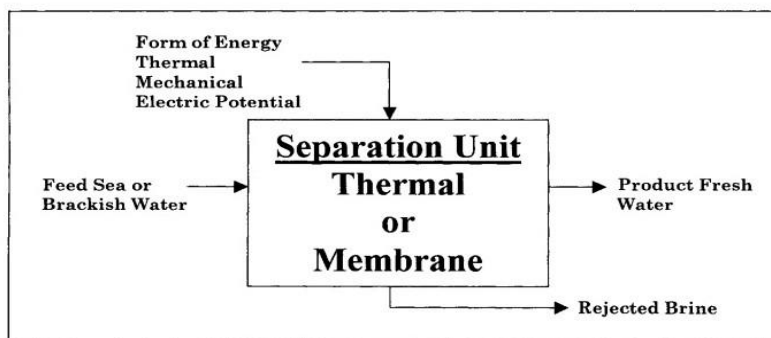 Form of Energy
Thermal
Mechanical
Electric Potential
Separation Unit
Thermal
or
Membrane
Feed Sea or
Brackish Water
Product Fresh
Water
Rejected Brine